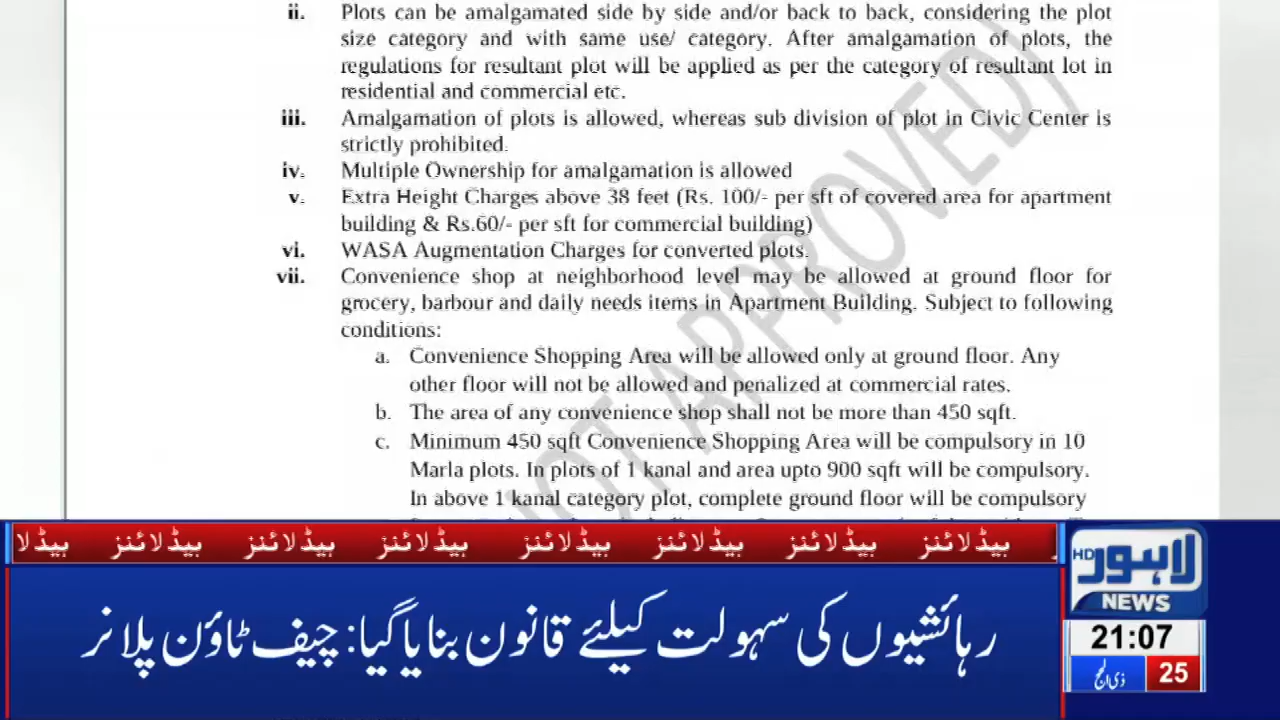 ii. Plots can be amalgamated side by side and/or back to back, considering the plot
size category and with same use/ category. After amalgamation of plots, the
regulations for resultant plot will be applied as per the category of resultant lot in
residential and commercial etc.
iii. Amalgamation of plots is allowed, whereas sub division of plot in Civic Center is
strictly prohibited.
iv. Multiple Ownership for amalgamation is allowed
v. Extra Height Charges above 38 feet (Rs. 100/- per sft of covered area for apartment
building & Rs.60/- per sft for commercial building)
vi. WASA Augmentation Charges for converted plots.
vii. Convenience shop at neighborhood level may be allowed at ground floor for
grocery, barbour and daily needs items in Apartment Building. Subject to following
conditions:
a. Convenience Shopping Area will be allowed only at ground floor. Any
other floor will not be allowed and penalized at commercial rates.
b. The area of any convenience shop shall not be more than 450 sqft.
c. Minimum 450 sqft Convenience Shopping Area will be compulsory in 10
Marla plots. In plots of 1 kanal and area upto 900 sqft will be compulsory.
In above 1 kanal category plot, complete ground floor will be compulsory
NOT APPROVED)
ہیڈلائنز ہیڈلائنز ہیڈلائنز ہیڈلائنز ہیڈلائنز ہیڈلائنز ہیڈلائنز ہیڈلا
رہائشیوں کی سہولت کیلئے قانون بنایا گیا: چیف ٹاؤن پلانر
لاہور HD
NEWS
21:07
25 ذی الحج